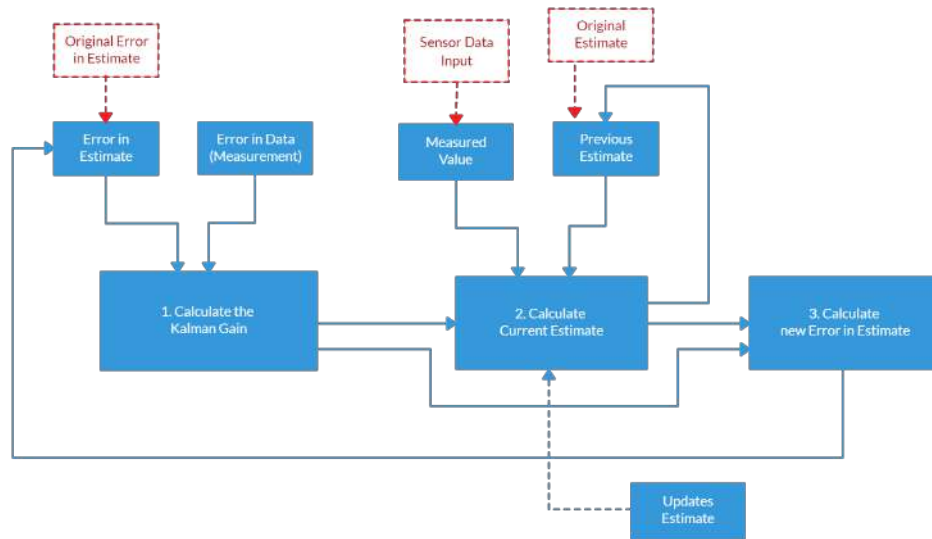 Original Error
in Estimate
Sensor Data
Input
Original
Estimate
Error in
Estimate
Error in Data
(Measurement)
Measured
Value
Previous
Estimate
1. Calculate the
Kalman Gain
2. Calculate
Current Estimate
3. Calculate
new Error in Estimate
Updates
Estimate